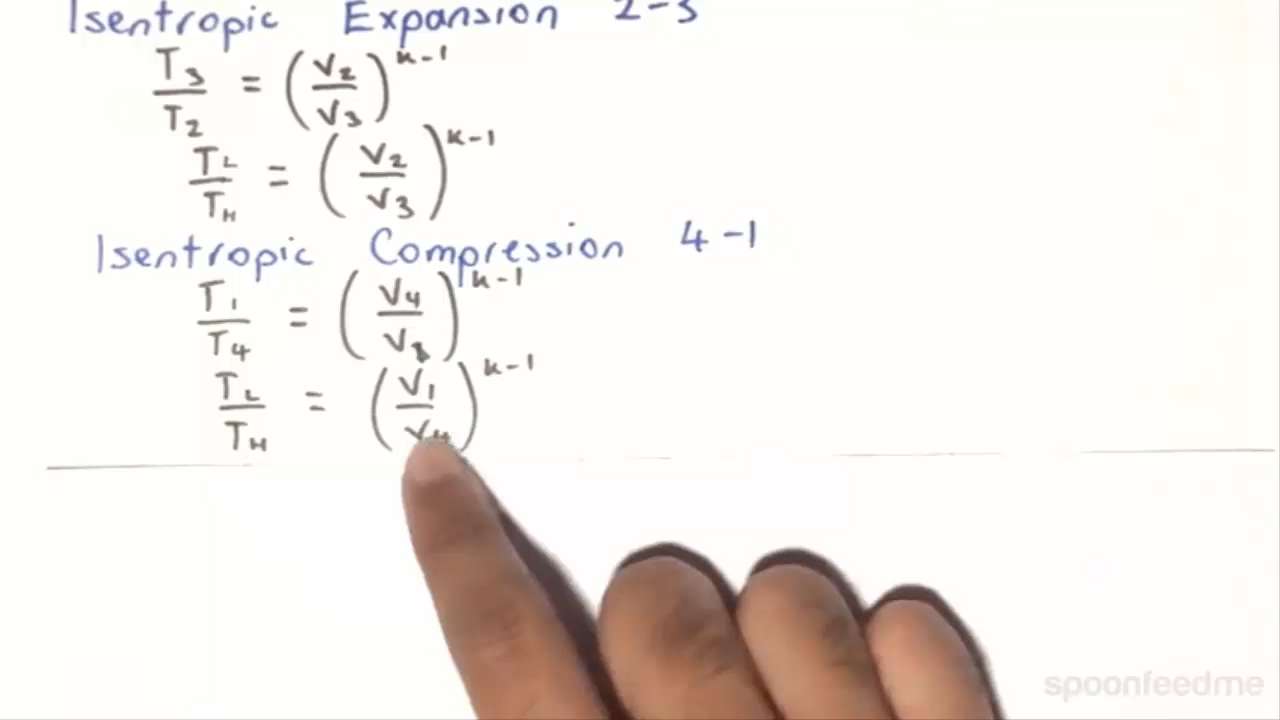 Isentropic Expansion 2-3
T3/T2 = (V2/V3)^k-1
TL/TH = (V2/V3)^k-1
Isentropic Compression 4-1
T1/T4 = (V4/V1)^k-1
TL/TH = (V1/V4)^k-1
spoonfeedme